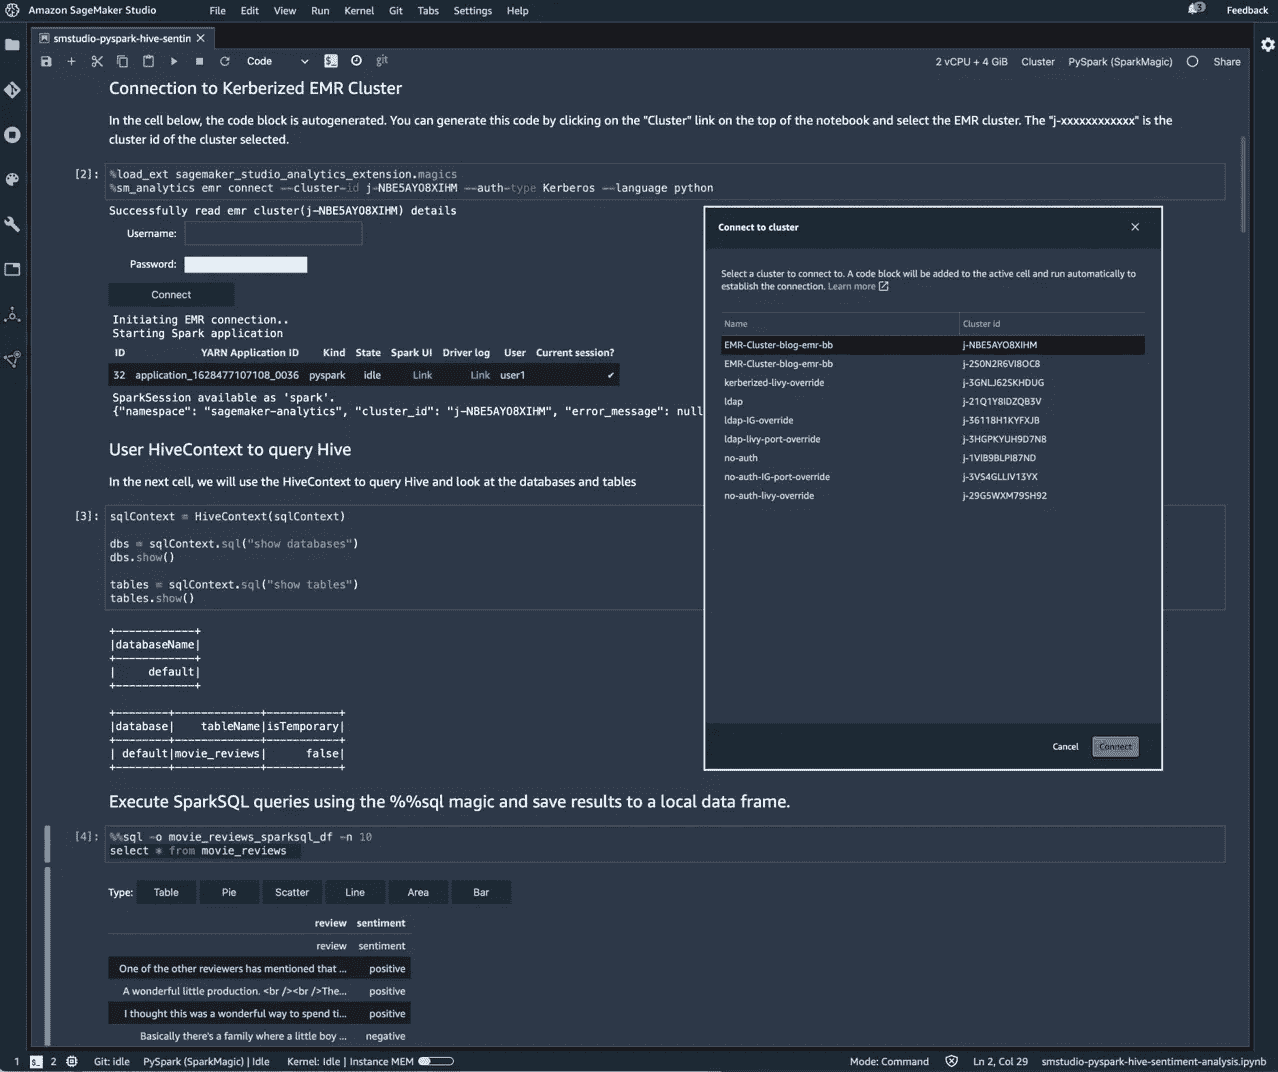 Amazon SageMaker Studio File Edit View Run Kernel Git Tabs Settings Help 3 Feedback
smstudio-pyspark-hive-sentin
Code git 2 vCPU + 4 GiB Cluster PySpark (SparkMagic) Share
Connection to Kerberized EMR Cluster
In the cell below, the code block is autogenerated. You can generate this code by clicking on the "Cluster" link on the top of the notebook and select the EMR cluster. The "j-xxxxxxxxxxxx" is the
cluster id of the cluster selected.
[2]: %load_ext sagemaker_studio_analytics_extension.magics
%sm_analytics emr connect --cluster-id j-NBE5AYO8XIHM --auth-type Kerberos --language python
Successfully read emr cluster(j-NBE5AYO8XIHM) details
Username:
Password:
Connect
Initiating EMR connection..
Starting Spark application
ID YARN Application ID Kind State Spark UI Driver log User Current session?
32 application_1628477107108_0036 pyspark idle Link Link user1 ✔
SparkSession available as 'spark'.
{"namespace": "sagemaker-analytics", "cluster_id": "j-NBE5AYO8XIHM", "error_message": null
User HiveContext to query Hive
In the next cell, we will use the HiveContext to query Hive and look at the databases and tables
[3]: sqlContext = HiveContext(sqlContext)
dbs = sqlContext.sql("show databases")
dbs.show()
tables = sqlContext.sql("show tables")
tables.show()
+------------+
|databaseName|
+------------+
|     default|
+------------+
+--------+------------+-----------+
|database|   tableName|isTemporary|
+--------+------------+-----------+
| default|movie_reviews|      false|
+--------+------------+-----------+
Execute SparkSQL queries using the %%sql magic and save results to a local data frame.
[4]: %%sql -o movie_reviews_sparksql_df -n 10
select * from movie_reviews
Type: Table Pie Scatter Line Area Bar
review sentiment
review sentiment
One of the other reviewers has mentioned that ... positive
A wonderful little production. <br /><br />The... positive
I thought this was a wonderful way to spend ti... positive
Basically there's a family where a little boy ... negative
Connect to cluster
Select a cluster to connect to. A code block will be added to the active cell and run automatically to
establish the connection. Learn more
Name Cluster id
EMR-Cluster-blog-emr-bb j-NBE5AYO8XIHM
EMR-Cluster-blog-emr-bb j-2S0N2R6VI8OC8
kerberized-livy-override j-3GNLJ62SKHDUG
ldap j-21Q1Y8IDZQB3V
ldap-IG-override j-36118H1KYFXJB
ldap-livy-port-override j-3HGPKYUH9D7N8
no-auth j-1VIB9BLPI87ND
no-auth-IG-port-override j-3VS4GLLIV13YX
no-auth-livy-override j-29G5WXM79SH92
Cancel Connect
1 2 Git: idle PySpark (SparkMagic) | Idle Kernel: Idle | Instance MEM Mode: Command Ln 2, Col 29 smstudio-pyspark-hive-sentiment-analysis.ipynb